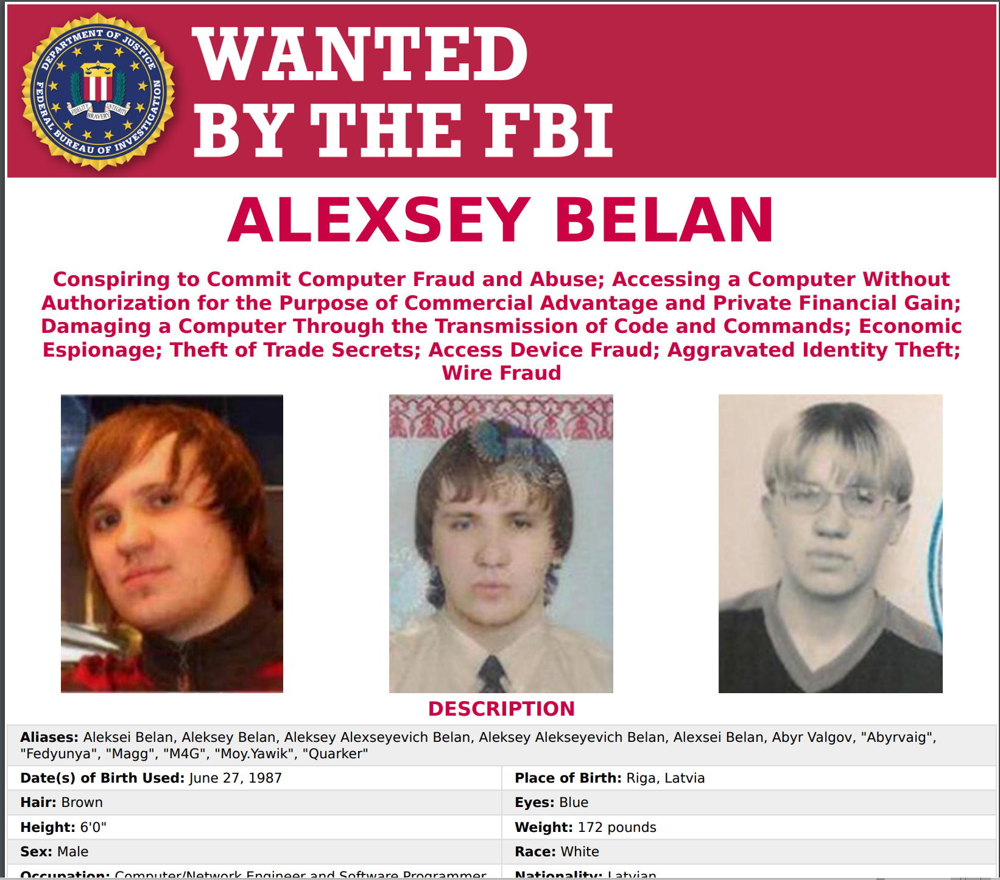 DEPARTMENT OF JUSTICE
FEDERAL BUREAU OF INVESTIGATION
FIDELITY
BRAVERY
INTEGRITY
WANTED
BY THE FBI
ALEXSEY BELAN
Conspiring to Commit Computer Fraud and Abuse; Accessing a Computer Without
Authorization for the Purpose of Commercial Advantage and Private Financial Gain;
Damaging a Computer Through the Transmission of Code and Commands; Economic
Espionage; Theft of Trade Secrets; Access Device Fraud; Aggravated Identity Theft;
Wire Fraud
DESCRIPTION
Aliases: Aleksei Belan, Aleksey Belan, Aleksey Alexseyevich Belan, Aleksey Alekseyevich Belan, Alexsei Belan, Abyr Valgov, "Abyrvaig",
"Fedyunya", "Magg", "M4G", "Moy.Yawik", "Quarker"
Date(s) of Birth Used: June 27, 1987
Place of Birth: Riga, Latvia
Hair: Brown
Eyes: Blue
Height: 6'0"
Weight: 172 pounds
Sex: Male
Race: White
Occupation: Computer/Network Engineer and Software Programmer
Nationality: Latvian